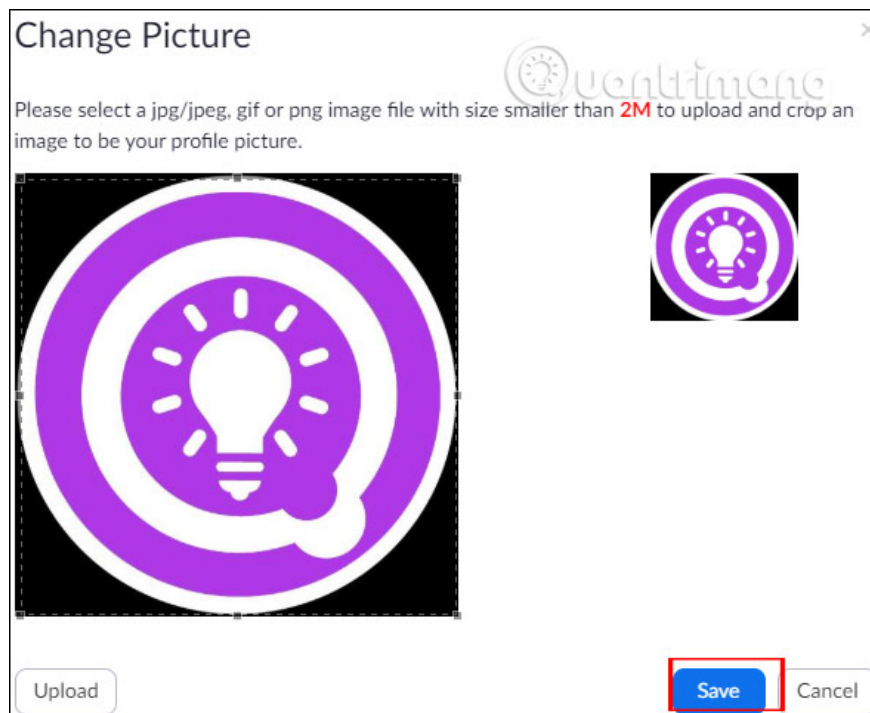 Change Picture
×
Quantrimang
Please select a jpg/jpeg, gif or png image file with size smaller than 2M to upload and crop an
image to be your profile picture.
Upload
Save
Cancel